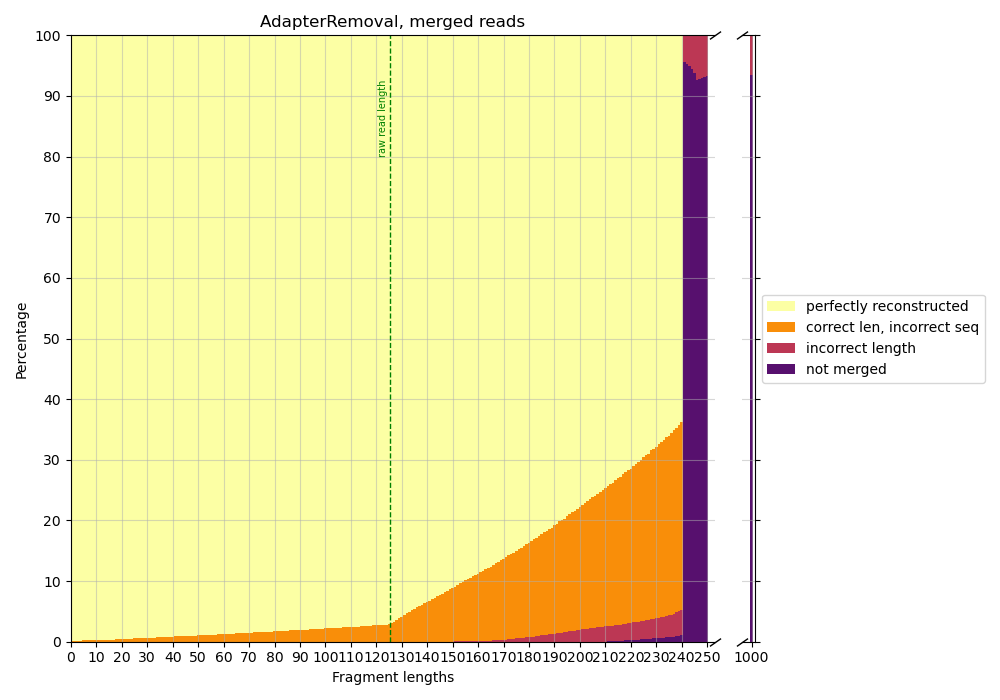 AdapterRemoval, merged reads
100
90
80
70
60
50
40
30
20
10
0
Percentage
raw read length
0 10 20 30 40 50 60 70 80 90 100 110 120 130 140 150 160 170 180 190 200 210 220 230 240 250 1000
Fragment lengths
perfectly reconstructed
correct len, incorrect seq
incorrect length
not merged